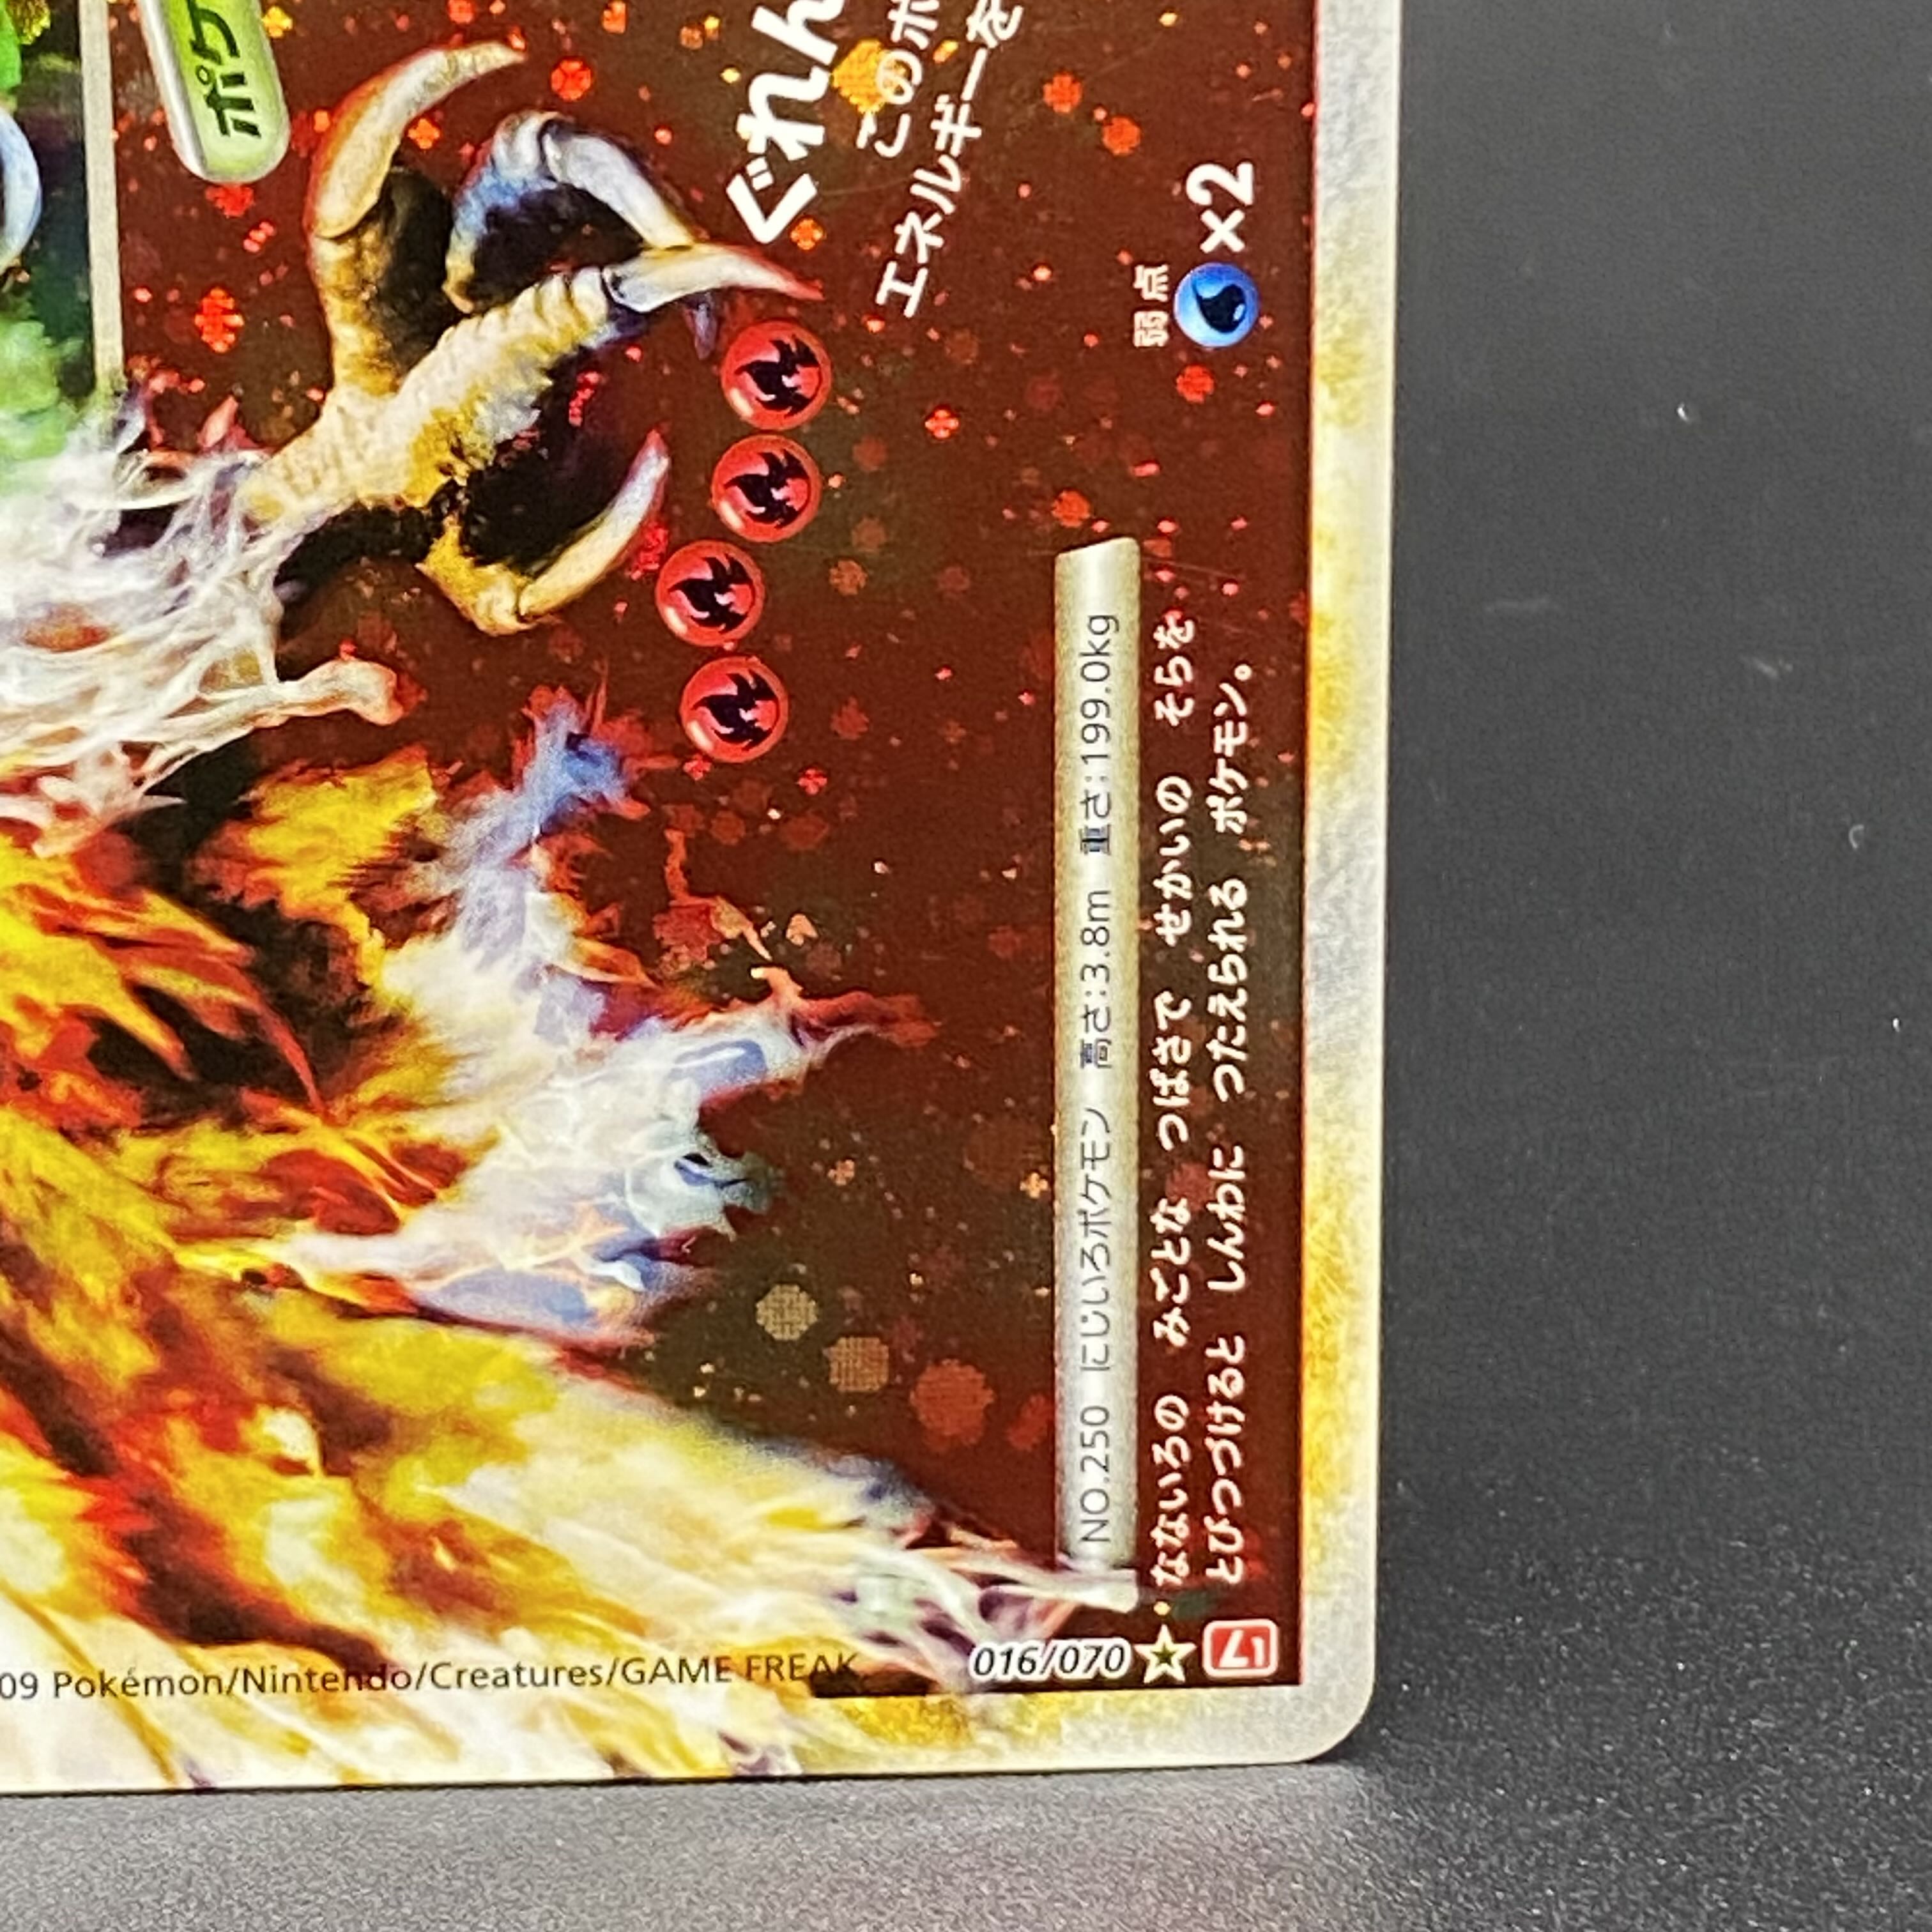 ポケ
ぐれん
このポ
エネルギーを
弱点
×2
NO.250 にじいろポケモン 高さ:3.8m 重さ:199.0kg
なないろの みごとな つばさで せかいの そらを
とびつづけると しんわに つたえられる ポケモン。
09 Pokémon/Nintendo/Creatures/GAME FREAK
016/070
L1